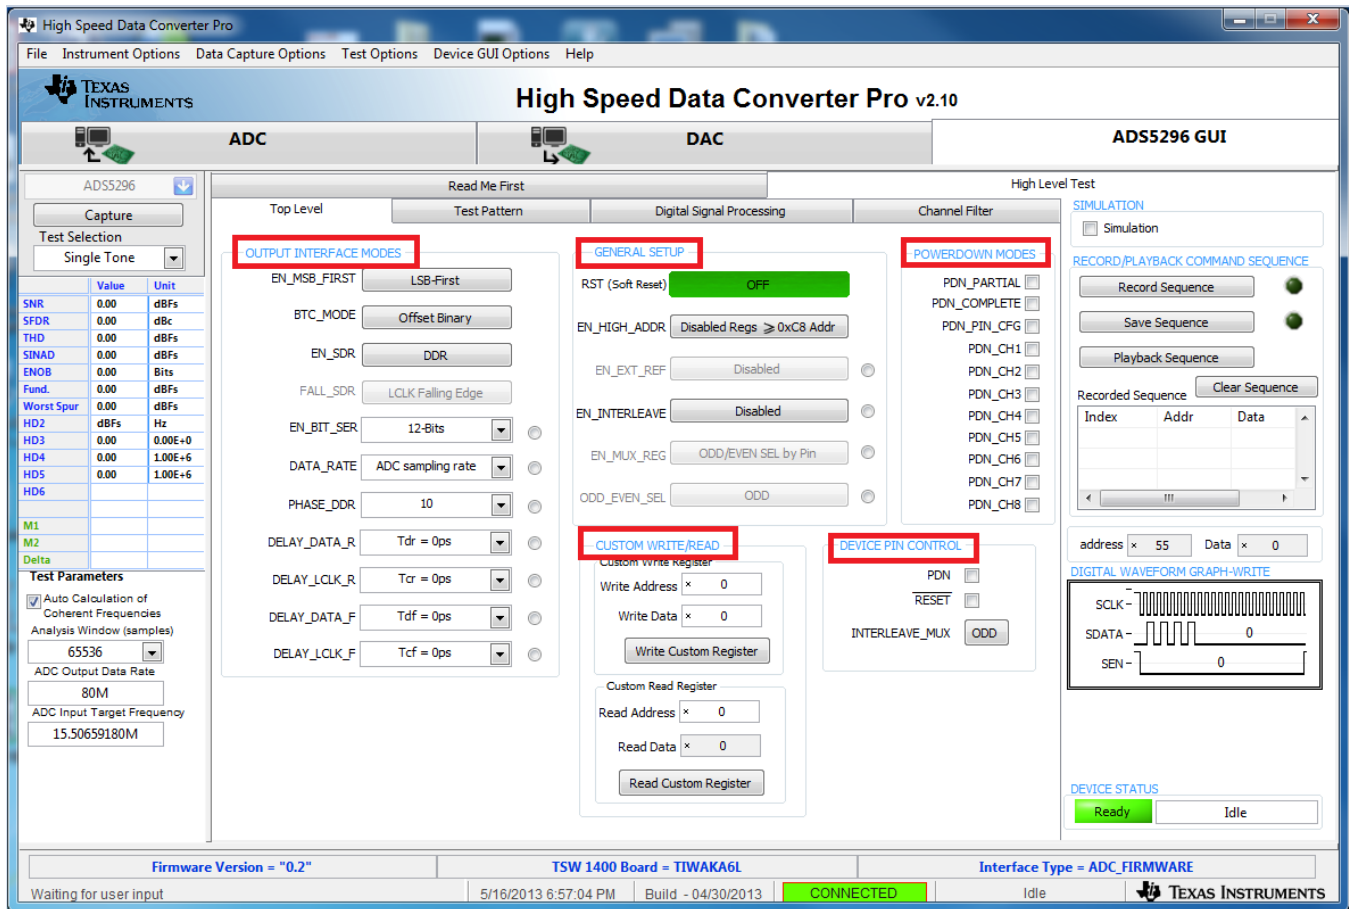 High Speed Data Converter Pro
File Instrument Options Data Capture Options Test Options Device GUI Options Help
TEXAS INSTRUMENTS
High Speed Data Converter Pro v2.10
ADC
DAC
ADS5296 GUI
ADS5296
Capture
Test Selection
Single Tone
Value Unit
SNR 0.00 dBFs
SFDR 0.00 dBc
THD 0.00 dBFs
SINAD 0.00 dBFs
ENOB 0.00 Bits
Fund. 0.00 dBFs
Worst Spur 0.00 dBFs
HD2 dBFs Hz
HD3 0.00 0.00E+0
HD4 0.00 1.00E+6
HD5 0.00 1.00E+6
HD6
M1
M2
Delta
Test Parameters
Auto Calculation of
Coherent Frequencies
Analysis Window (samples)
65536
ADC Output Data Rate
80M
ADC Input Target Frequency
15.50659180M
Read Me First
High Level Test
Top Level
Test Pattern
Digital Signal Processing
Channel Filter
OUTPUT INTERFACE MODES
EN_MSB_FIRST LSB-First
BTC_MODE Offset Binary
EN_SDR DDR
FALL_SDR LCLK Falling Edge
EN_BIT_SER 12-Bits
DATA_RATE ADC sampling rate
PHASE_DDR 10
DELAY_DATA_R Tdr = 0ps
DELAY_LCLK_R Tcr = 0ps
DELAY_DATA_F Tdf = 0ps
DELAY_LCLK_F Tcf = 0ps
GENERAL SETUP
RST (Soft Reset) OFF
EN_HIGH_ADDR Disabled Regs ⩾ 0xC8 Addr
EN_EXT_REF Disabled
EN_INTERLEAVE Disabled
EN_MUX_REG ODD/EVEN SEL by Pin
ODD_EVEN_SEL ODD
CUSTOM WRITE/READ
Custom Write Register
Write Address × 0
Write Data × 0
Write Custom Register
Custom Read Register
Read Address × 0
Read Data × 0
Read Custom Register
POWERDOWN MODES
PDN_PARTIAL
PDN_COMPLETE
PDN_PIN_CFG
PDN_CH1
PDN_CH2
PDN_CH3
PDN_CH4
PDN_CH5
PDN_CH6
PDN_CH7
PDN_CH8
DEVICE PIN CONTROL
PDN
RESET
INTERLEAVE_MUX ODD
SIMULATION
Simulation
RECORD/PLAYBACK COMMAND SEQUENCE
Record Sequence
Save Sequence
Playback Sequence
Recorded Sequence Clear Sequence
Index Addr Data
address × 55 Data × 0
DIGITAL WAVEFORM GRAPH-WRITE
SCLK -
SDATA - 0
SEN - 0
DEVICE STATUS
Ready Idle
Firmware Version = "0.2"
TSW 1400 Board = TIWAKA6L
Interface Type = ADC_FIRMWARE
Waiting for user input
5/16/2013 6:57:04 PM
Build - 04/30/2013
CONNECTED
Idle
TEXAS INSTRUMENTS